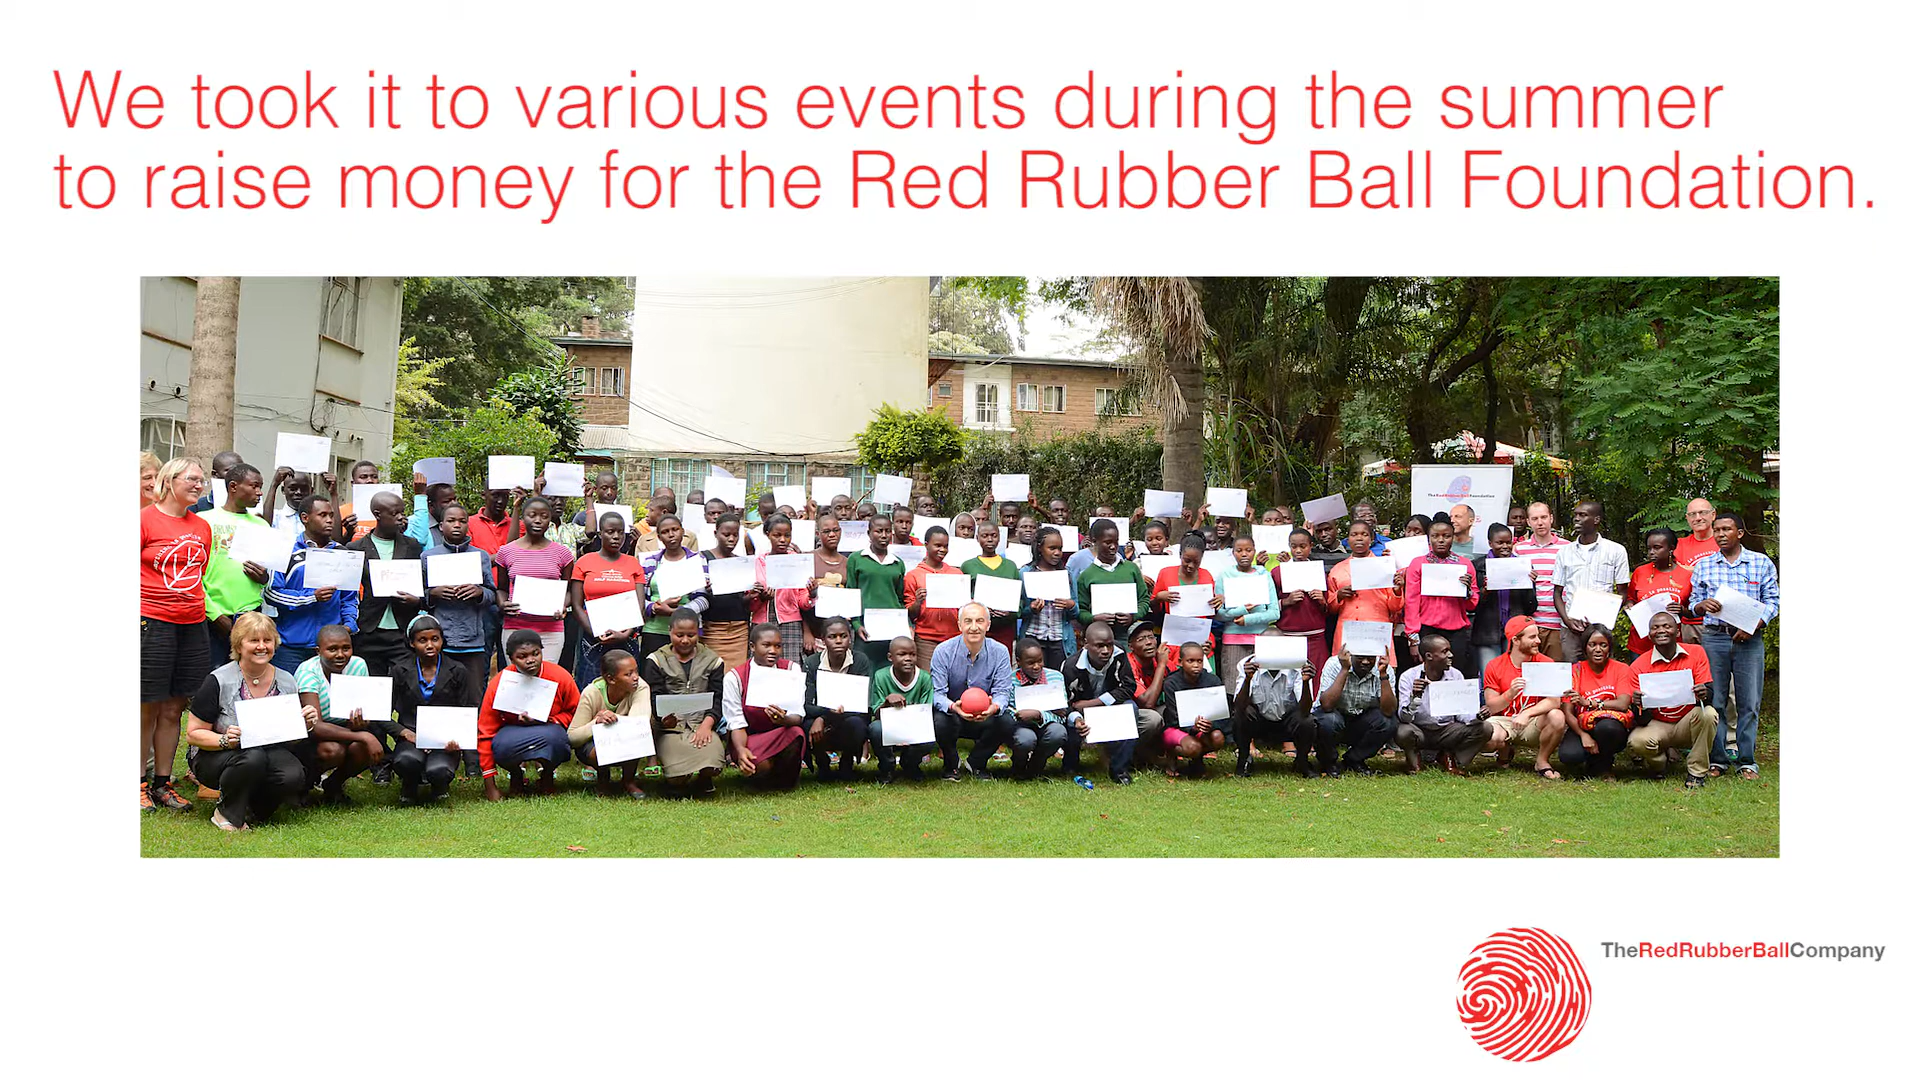 We took it to various events during the summer
to raise money for the Red Rubber Ball Foundation.
TheRedRubberBallFoundation
TheRedRubberBallCompany